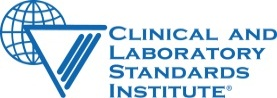 CLINICAL AND
LABORATORY
STANDARDS
INSTITUTE®